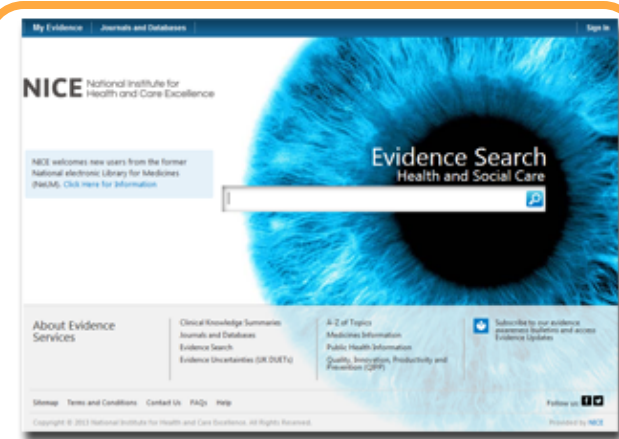 My Evidence Journals and Databases Sign In
NICE National Institute for
Health and Care Excellence
NICE welcomes new users from the former
National electronic Library for Medicines
(NeLM). Click Here for Information
Evidence Search
Health and Social Care
About Evidence
Services
Clinical Knowledge Summaries
Journals and Databases
Evidence Search
Evidence Uncertainties (UK DUETs)
A-Z of Topics
Medicines Information
Public Health Information
Quality, Innovation, Productivity and
Prevention (QIPP)
Subscribe to our evidence
awareness bulletins and access
Evidence Updates
Sitemap Terms and Conditions Contact Us FAQs Help Follow us
Copyright © 2013 National Institute for Health and Care Excellence. All Rights Reserved. Provided by NICE